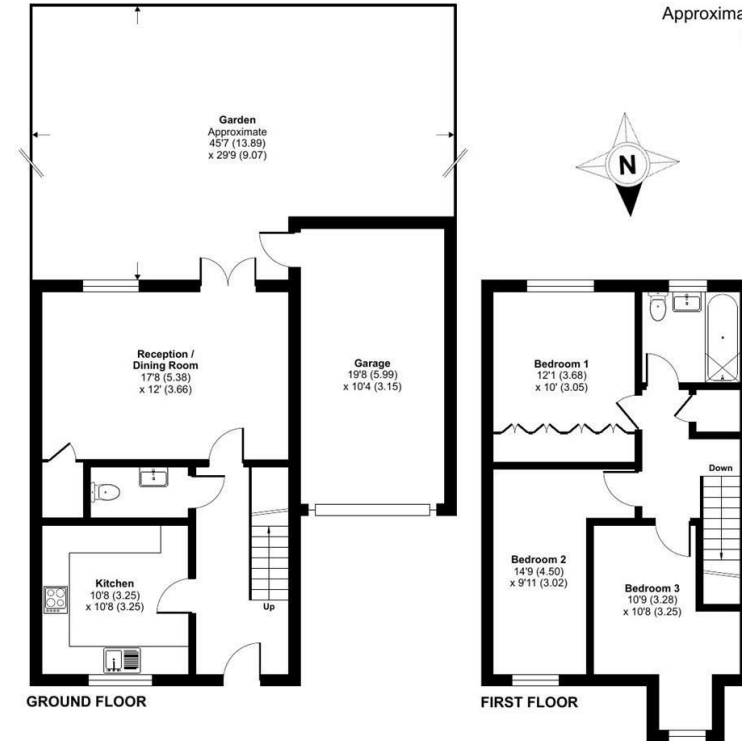 Approxima
Garden
Approximate
45'7 (13.89)
x 29'9 (9.07)
N
Reception /
Dining Room
17'8 (5.38)
x 12' (3.66)
Garage
19'8 (5.99)
x 10'4 (3.15)
Bedroom 1
12'1 (3.68)
x 10' (3.05)
Down
Kitchen
10'8 (3.25)
x 10'8 (3.25)
Up
Bedroom 2
14'9 (4.50)
x 9'11 (3.02)
Bedroom 3
10'9 (3.28)
x 10'8 (3.25)
GROUND FLOOR
FIRST FLOOR